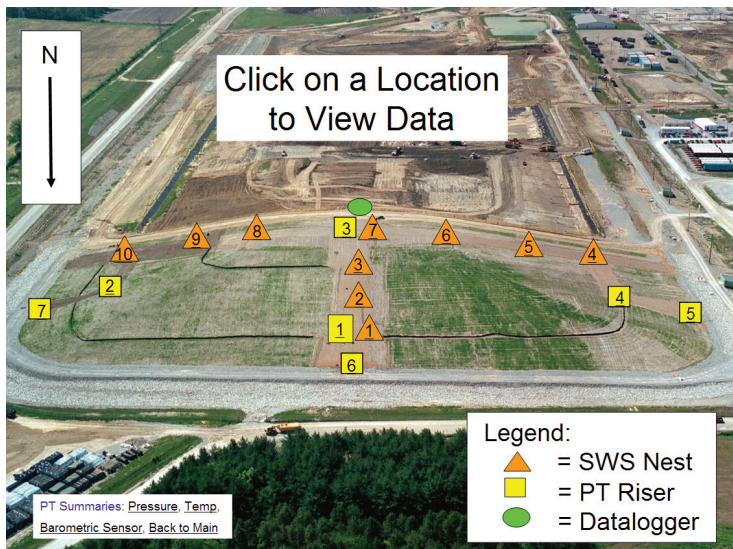 N
Click on a Location
to View Data
8
3
7
6
9
5
10
4
3
2
2
4
7
5
1
1
6
Legend:
= SWS Nest
= PT Riser
= Datalogger
PT Summaries: Pressure, Temp,
Barometric Sensor, Back to Main